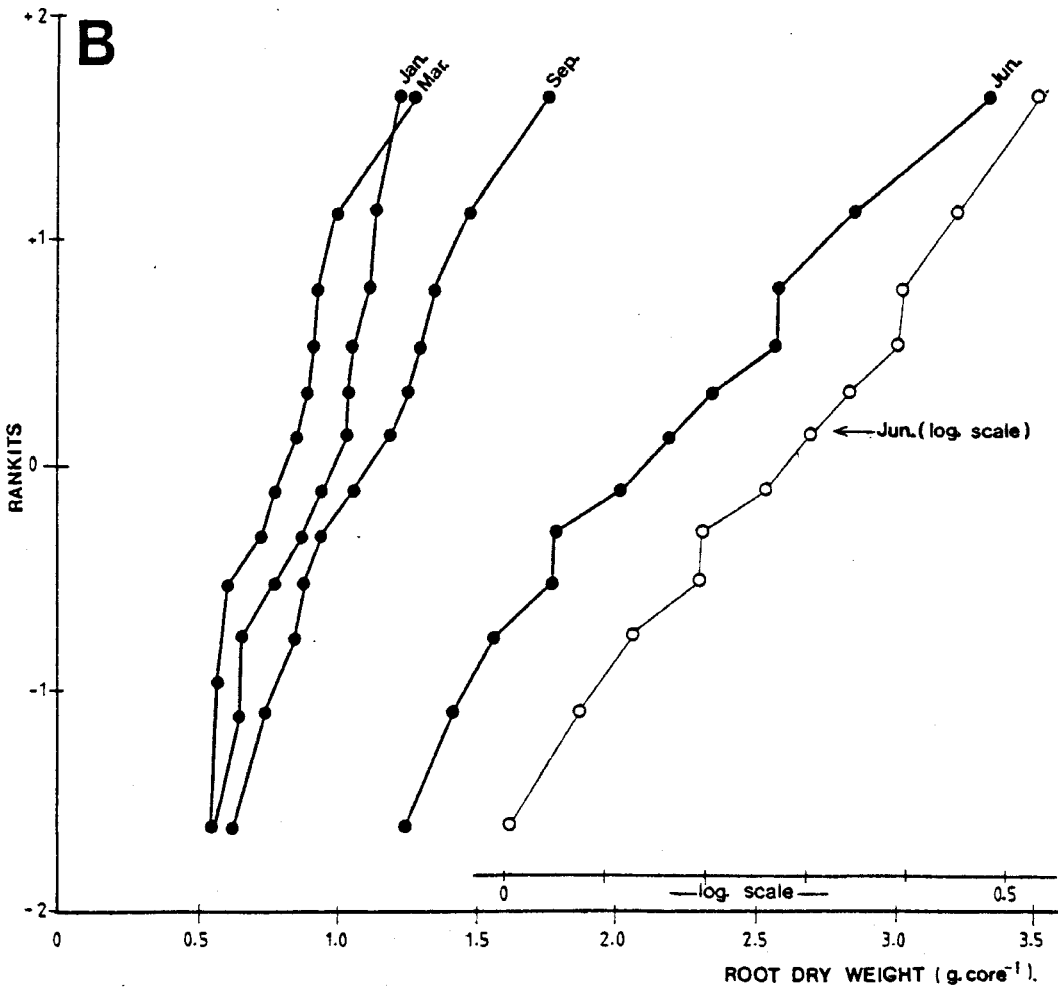 B
+2
+1
0
-1
-2
RANKITS
Jan.
Mar.
Sep.
Jun.
Jun. (log. scale)
0
log. scale
0.5
0
0.5
1.0
1.5
2.0
2.5
3.0
3.5
ROOT DRY WEIGHT (g.core⁻¹).